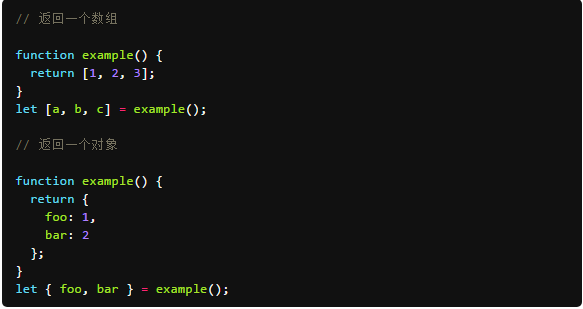 // 返回一个数组
function example() {
  return [1, 2, 3];
}
let [a, b, c] = example();
// 返回一个对象
function example() {
  return {
    foo: 1,
    bar: 2
  };
}
let { foo, bar } = example();